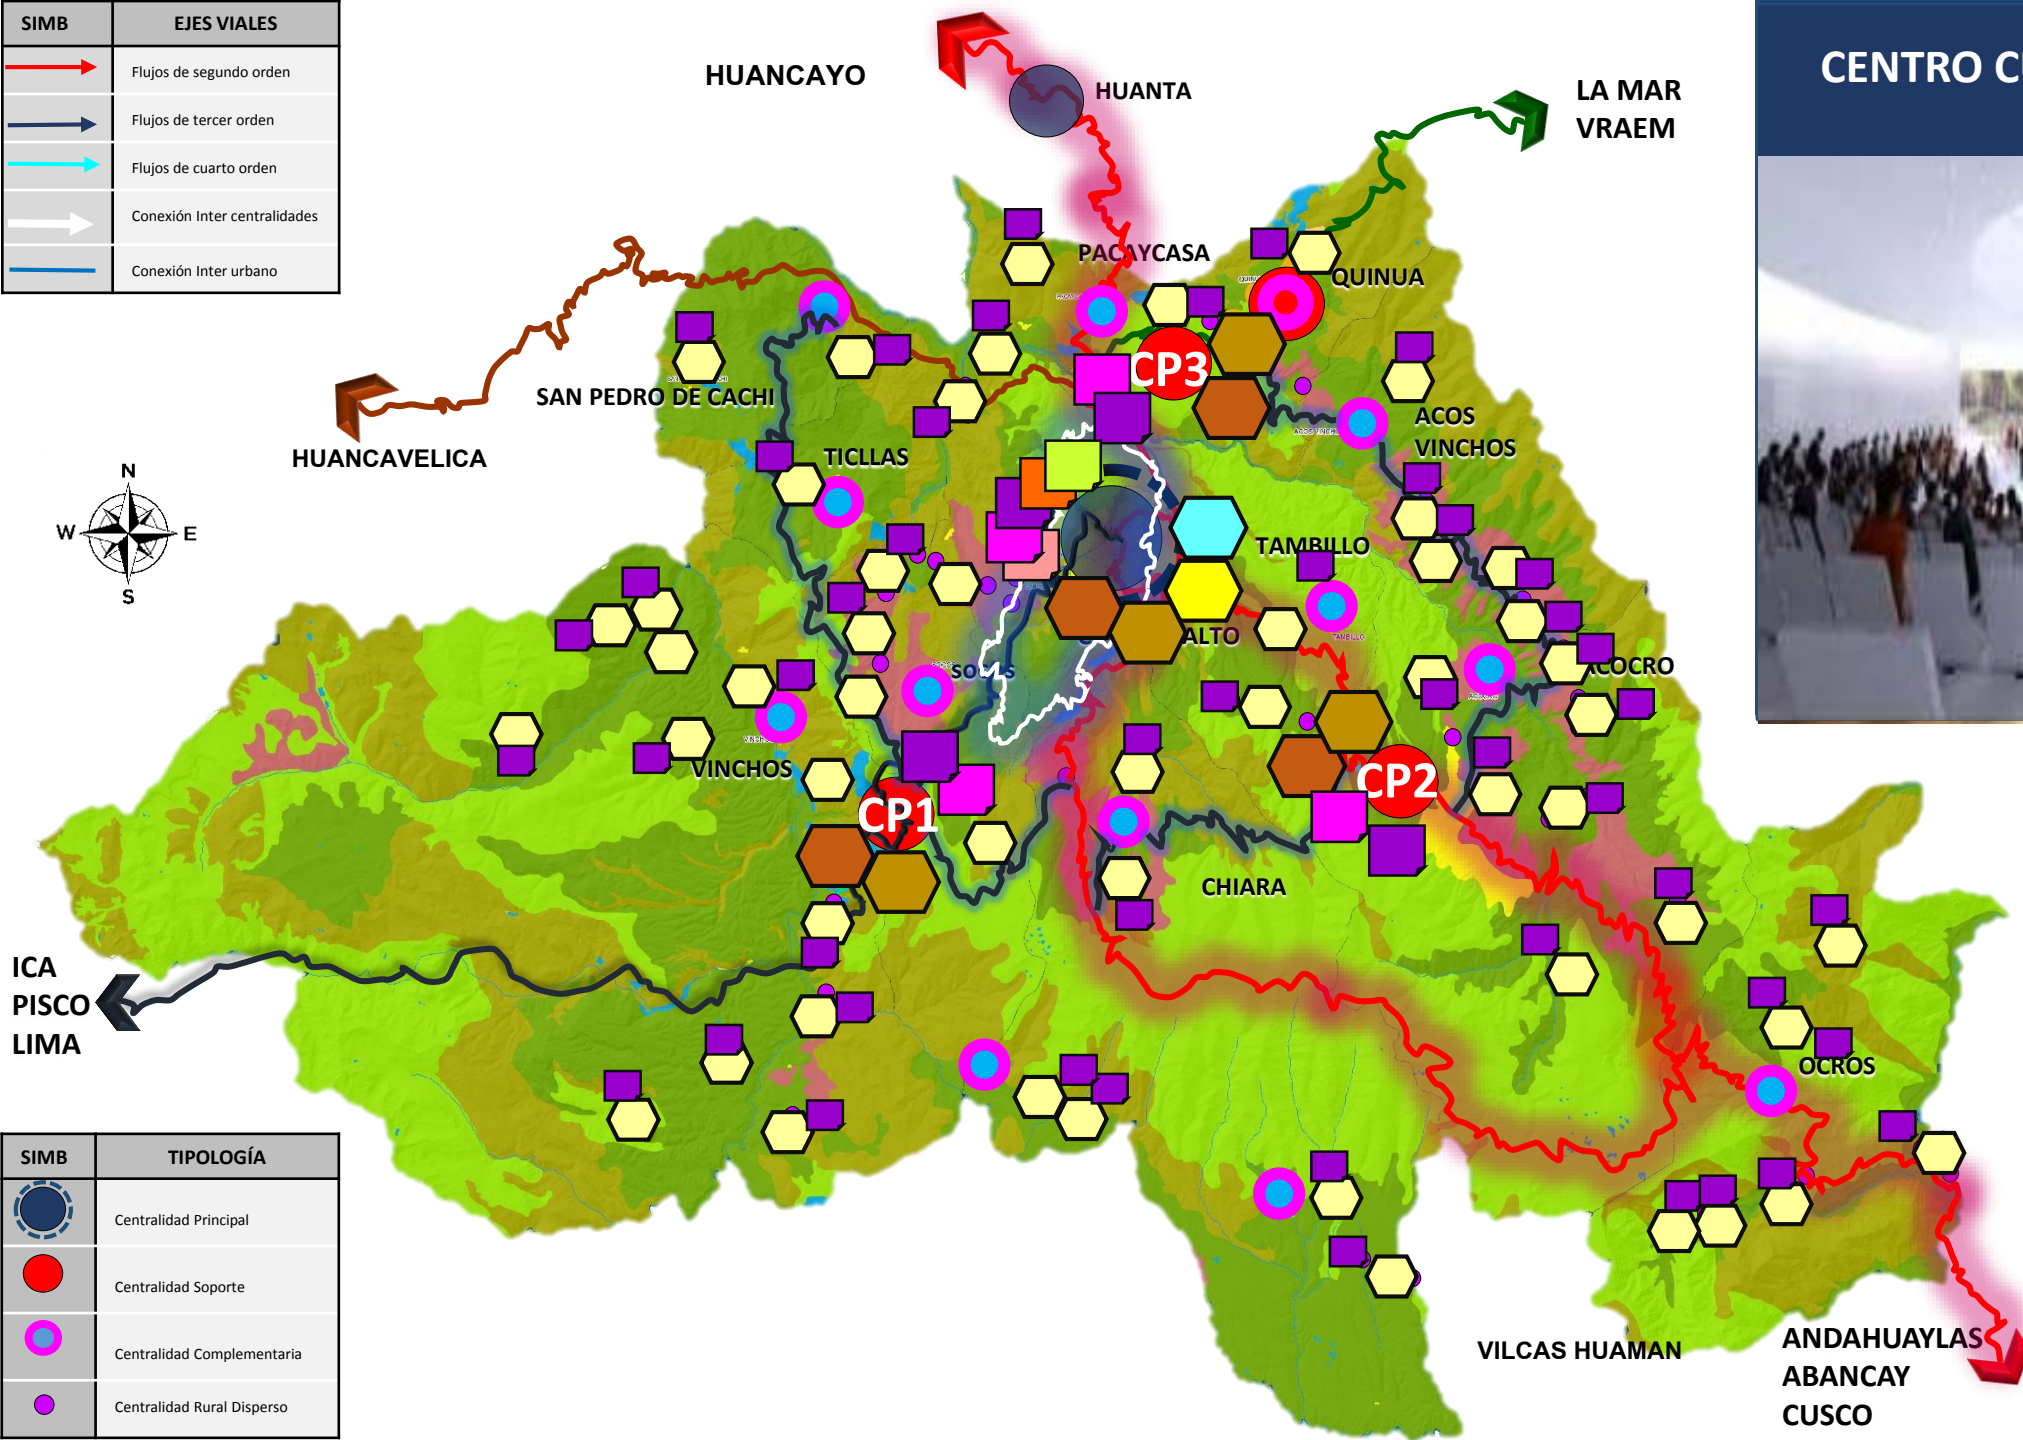 SIMB
EJES VIALES
Flujos de segundo orden
Flujos de tercer orden
Flujos de cuarto orden
Conexión Inter centralidades
Conexión Inter urbano
CENTRO CU
HUANCAYO
HUANTA
LA MAR
VRAEM
PACAYCASA
QUINUA
SAN PEDRO DE CACHI
HUANCAVELICA
CP3
ACOS
VINCHOS
TICLLAS
N
W
E
S
TAMBILLO
TAMBILLO
ALTO
ACOCRO
VINCHOS
CP1
CP2
CHIARA
ICA
PISCO
LIMA
OCROS
SIMB
TIPOLOGÍA
Centralidad Principal
Centralidad Soporte
Centralidad Complementaria
Centralidad Rural Disperso
VILCAS HUAMAN
ANDAHUAYLAS
ABANCAY
CUSCO